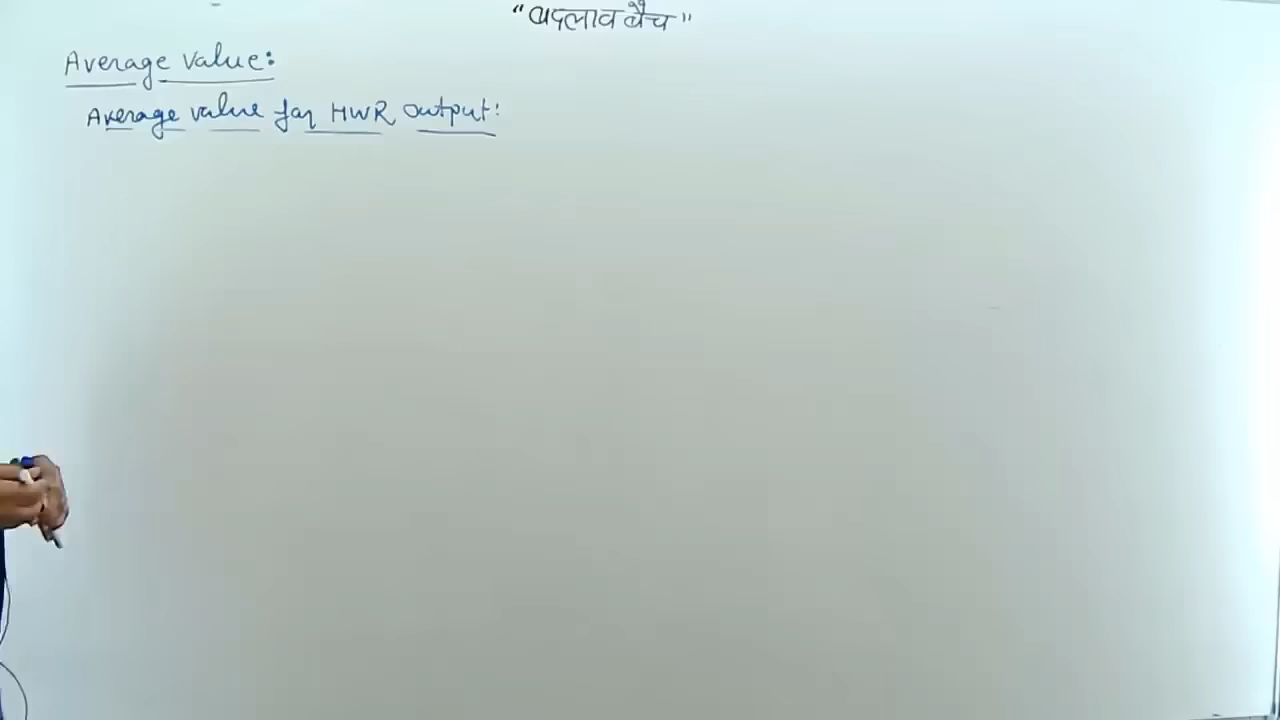 "बदलाव बैच"
Average value:
Average value for HWR output: